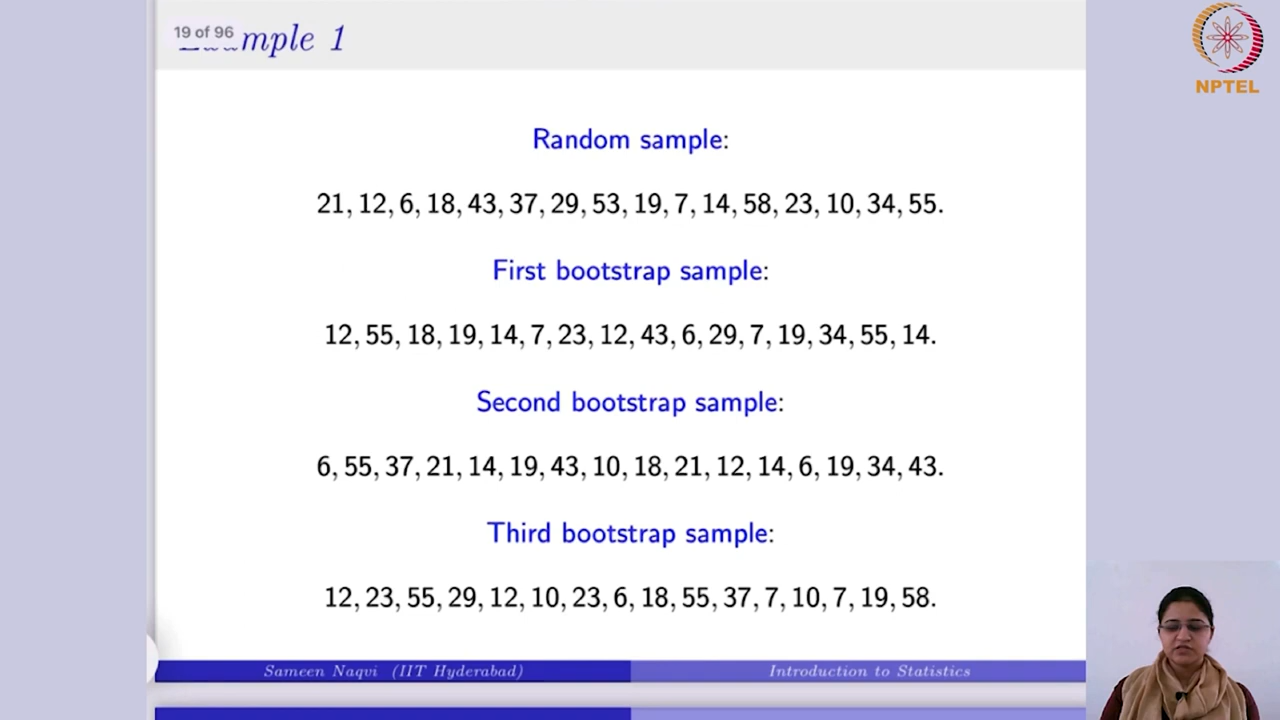 19 of 96
mple 1
NPTEL
Random sample:
21, 12, 6, 18, 43, 37, 29, 53, 19, 7, 14, 58, 23, 10, 34, 55.
First bootstrap sample:
12, 55, 18, 19, 14, 7, 23, 12, 43, 6, 29, 7, 19, 34, 55, 14.
Second bootstrap sample:
6, 55, 37, 21, 14, 19, 43, 10, 18, 21, 12, 14, 6, 19, 34, 43.
Third bootstrap sample:
12, 23, 55, 29, 12, 10, 23, 6, 18, 55, 37, 7, 10, 7, 19, 58.
Sameen Naqvi (IIT Hyderabad)
Introduction to Statistics